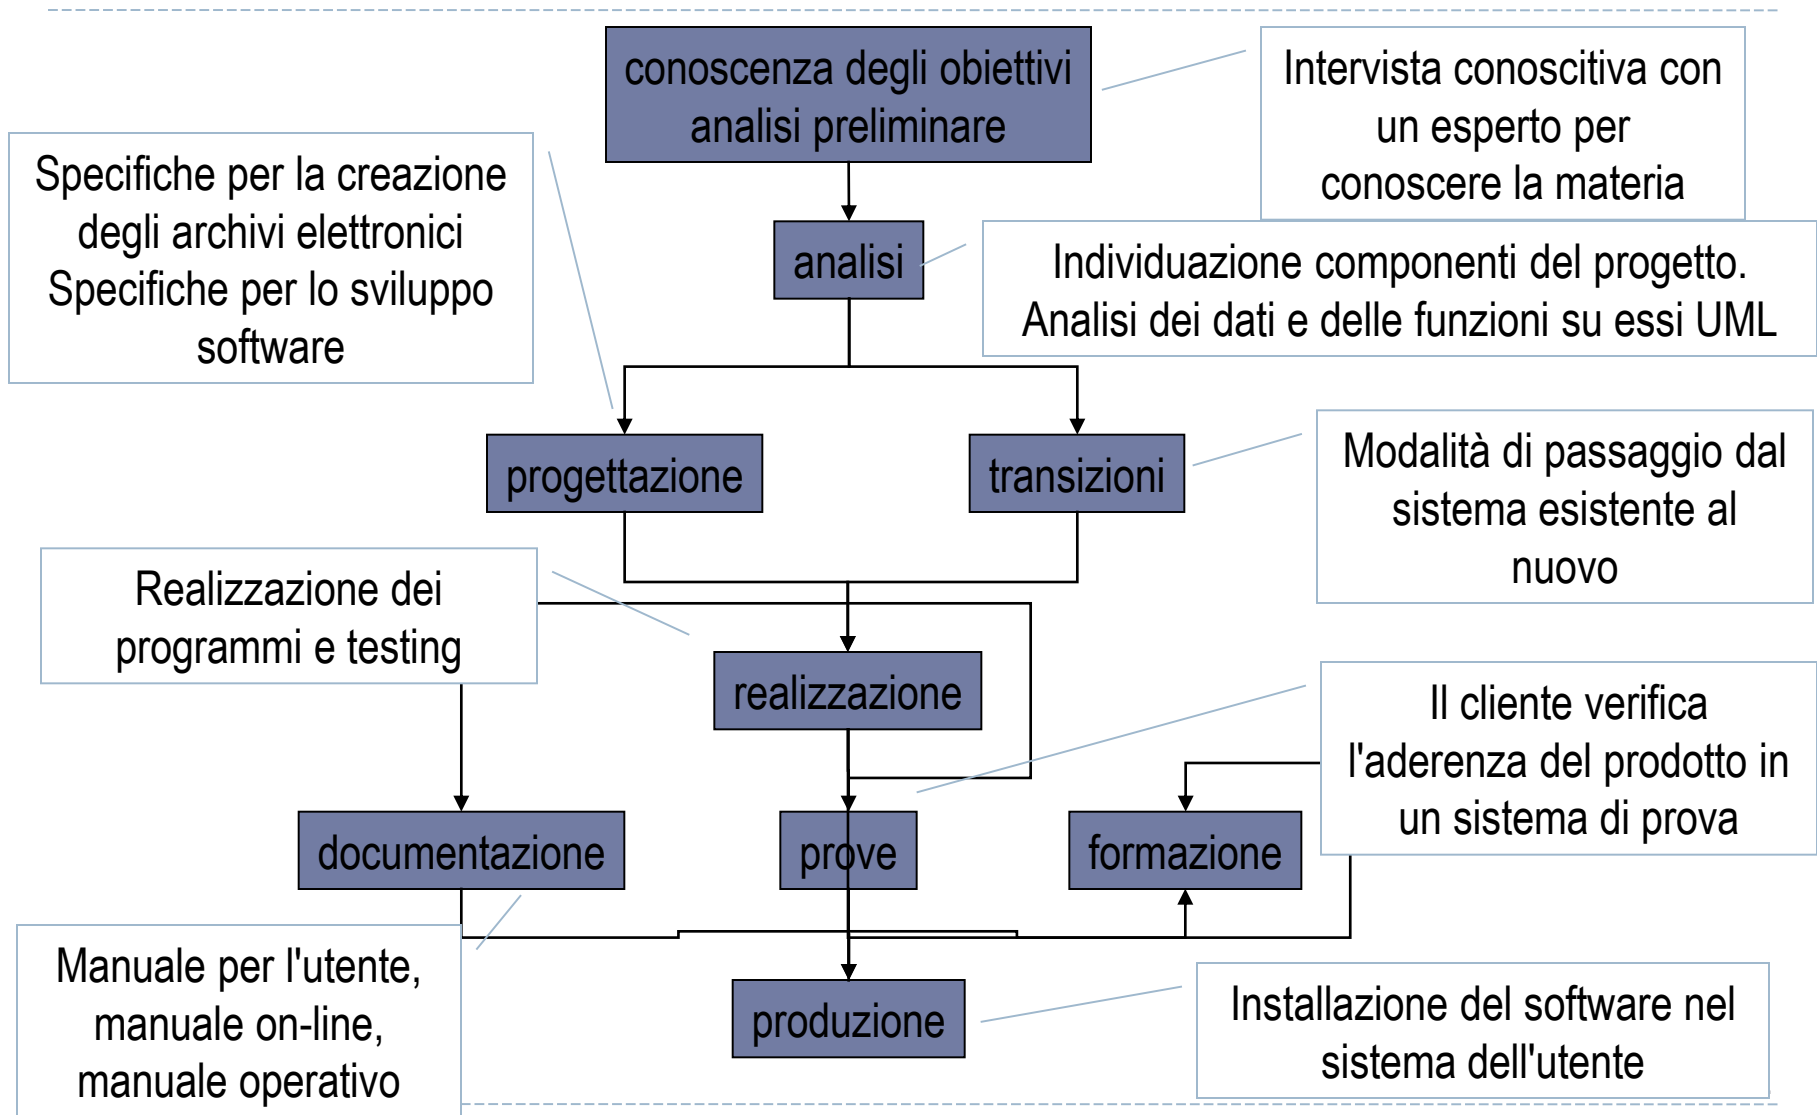 conoscenza degli obiettivi
analisi preliminare
Intervista conoscitiva con
un esperto per
conoscere la materia
Specifiche per la creazione
degli archivi elettronici
Specifiche per lo sviluppo
software
analisi
Individuazione componenti del progetto.
Analisi dei dati e delle funzioni su essi UML
progettazione
transizioni
Modalità di passaggio dal
sistema esistente al
nuovo
Realizzazione dei
programmi e testing
realizzazione
Il cliente verifica
l'aderenza del prodotto in
un sistema di prova
documentazione
prove
formazione
Manuale per l'utente,
manuale on-line,
manuale operativo
produzione
Installazione del software nel
sistema dell'utente